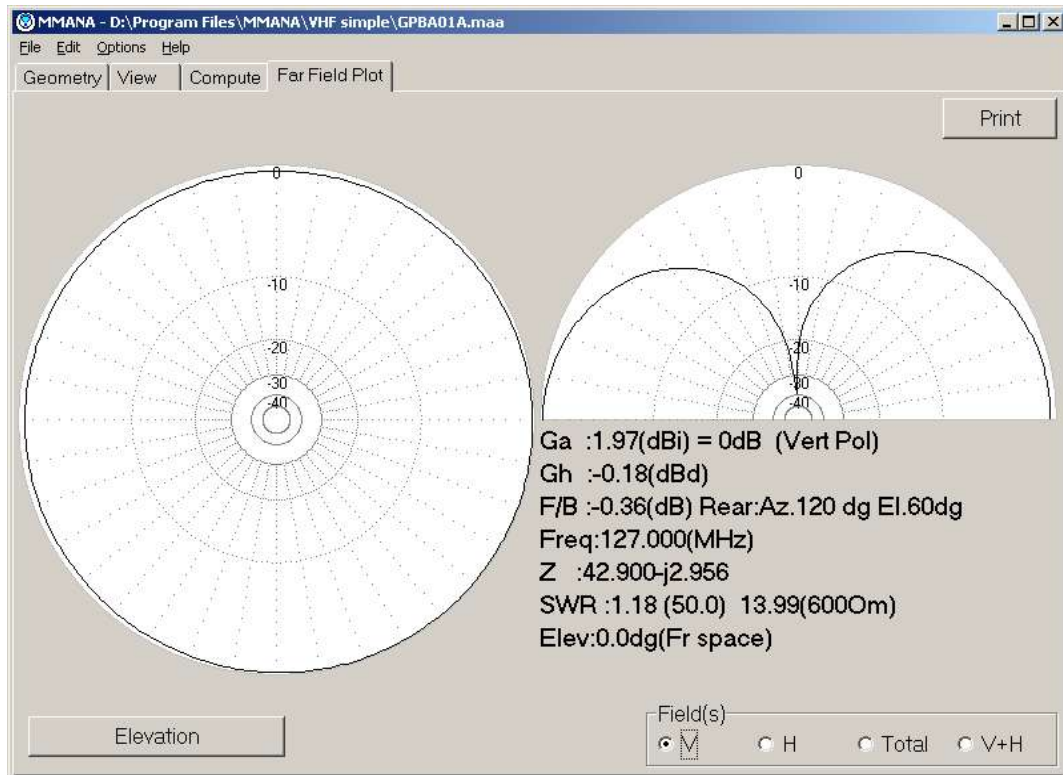 MMANA - D:\Program Files\MMANA\VHF simple\GPBA01A.maa
File Edit Options Help
Geometry View Compute Far Field Plot
Print
0
-10
-20
-30
-40
0
-10
-20
-30
-40
Ga :1.97(dBi) = 0dB (Vert Pol)
Gh :-0.18(dBd)
F/B :-0.36(dB) Rear:Az.120 dg El.60dg
Freq:127.000(MHz)
Z :42.900-j2.956
SWR :1.18 (50.0) 13.99(600Om)
Elev:0.0dg(Fr space)
Elevation
Field(s)
V H Total V+H